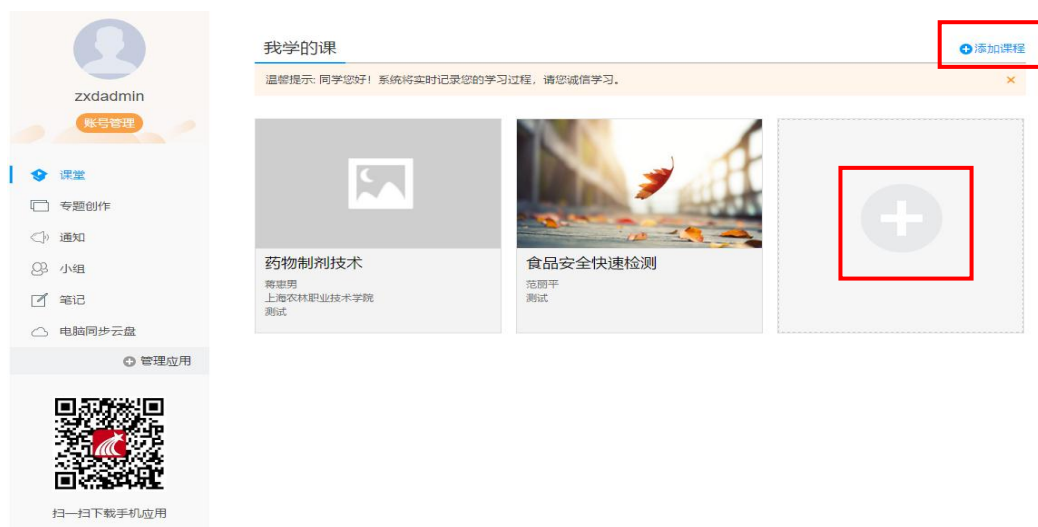 zxdadmin
账号管理
课堂
专题创作
通知
小组
笔记
电脑同步云盘
管理应用
扫一扫下载手机应用
我学的课
添加课程
温馨提示: 同学您好！系统将实时记录您的学习过程，请您诚信学习。
药物制剂技术
蒋忠男
上海农林职业技术学院
测试
食品安全快速检测
范丽平
测试